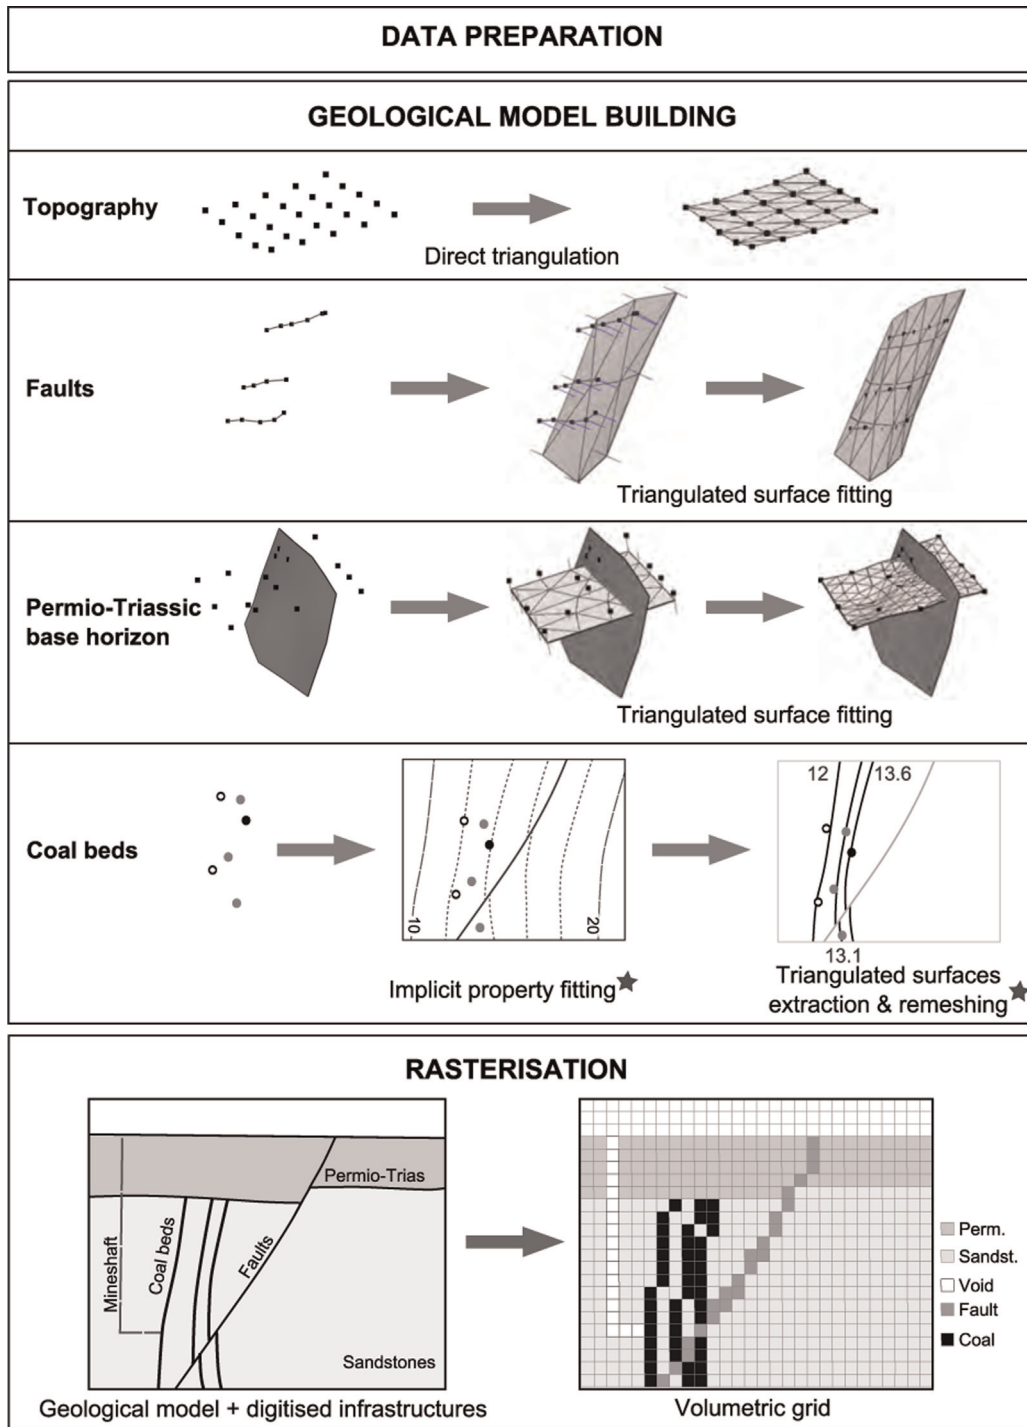 DATA PREPARATION
GEOLOGICAL MODEL BUILDING
Topography
Direct triangulation
Faults
Triangulated surface fitting
Permio-Triassic
base horizon
Triangulated surface fitting
Coal beds
10
20
Implicit property fitting
12
13.6
13.1
Triangulated surfaces
extraction & remeshing
RASTERISATION
Mineshaft
Coal beds
Faults
Permio-Trias
Sandstones
Geological model + digitised infrastructures
Perm.
Sandst.
Void
Fault
Coal
Volumetric grid